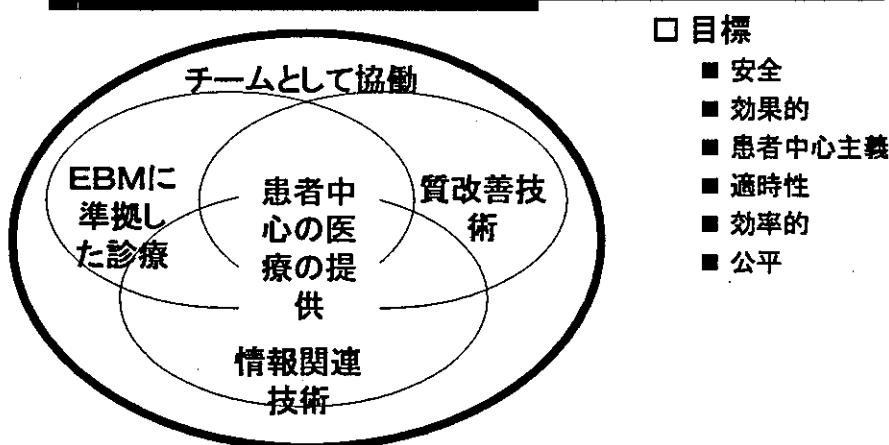 チームとして協働
EBMに
準拠し
た診療
患者中
心の医
療の提
供
質改善技
術
情報関連
技術
□ 目標
■ 安全
■ 効果的
■ 患者中心主義
■ 適時性
■ 効率的
■ 公平